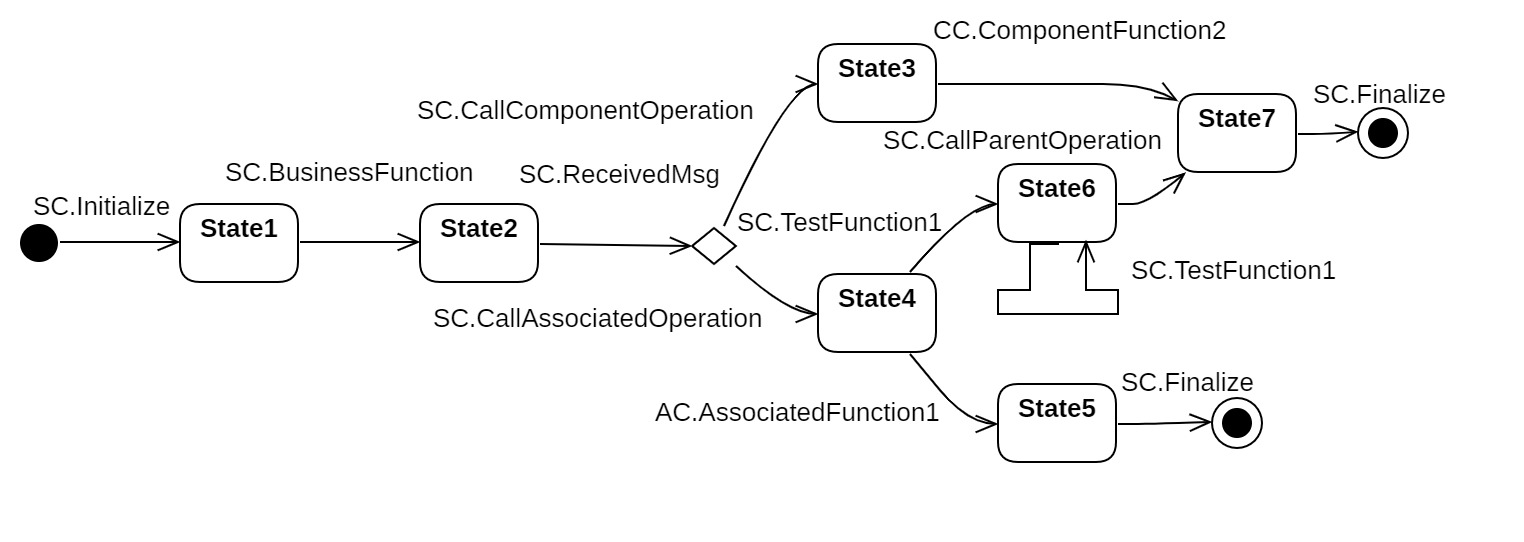 CC.ComponentFunction2
State3
SC.Finalize
SC.CallComponentOperation
State7
SC.CallParentOperation
SC.BusinessFunction
SC.ReceivedMsg
State6
SC.Initialize
State1
State2
SC.TestFunction1
SC.TestFunction1
State4
SC.CallAssociatedOperation
SC.Finalize
AC.AssociatedFunction1
State5